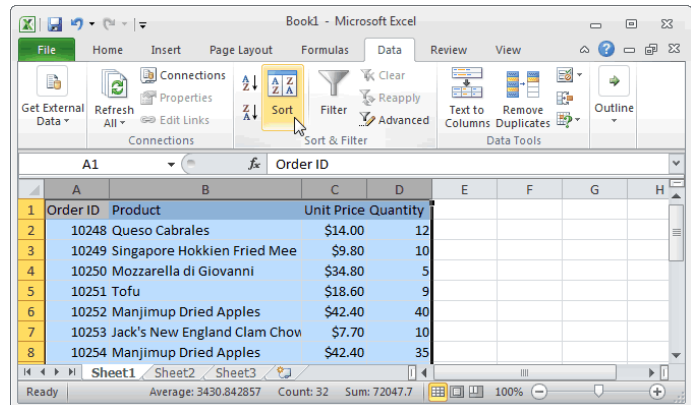 Book1 - Microsoft Excel
File Home Insert Page Layout Formulas Data Review View
Get External Data
Refresh All
Connections
Properties
Edit Links
Connections
Sort
Filter
Clear
Reapply
Advanced
Sort & Filter
Text to Columns
Remove Duplicates
Data Tools
Outline
A1 fx Order ID
A B C D E F G H
1 Order ID Product Unit Price Quantity
2 10248 Queso Cabrales $14.00 12
3 10249 Singapore Hokkien Fried Mee $9.80 10
4 10250 Mozzarella di Giovanni $34.80 5
5 10251 Tofu $18.60 9
6 10252 Manjimup Dried Apples $42.40 40
7 10253 Jack's New England Clam Chow $7.70 10
8 10254 Manjimup Dried Apples $42.40 35
Sheet1 Sheet2 Sheet3
Ready Average: 3430.842857 Count: 32 Sum: 72047.7 100%